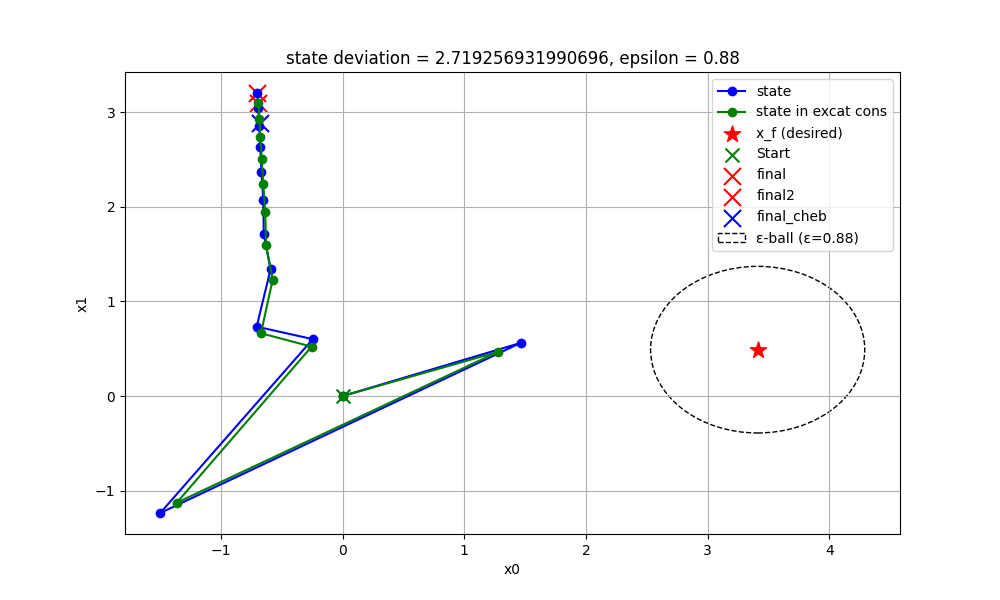 state deviation = 2.719256931990696, epsilon = 0.88
state
state in excat cons
x_f (desired)
Start
final
final2
final_cheb
ε-ball (ε=0.88)
3
2
1
0
−1
x1
−1
0
1
2
3
4
x0